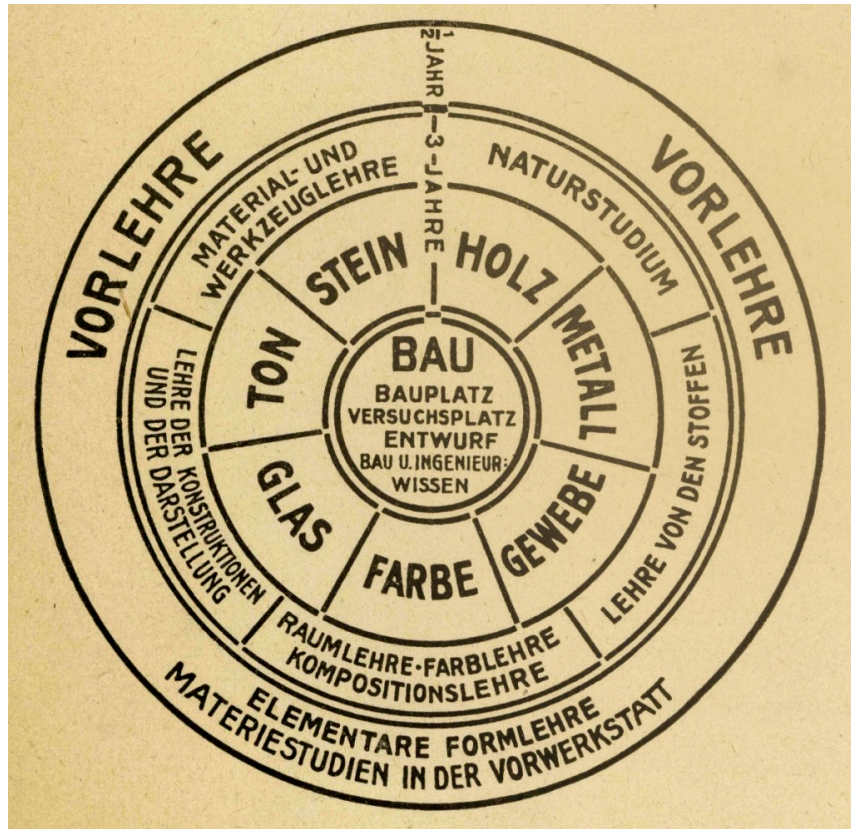 ½ JAHR
VORLEHRE
VORLEHRE
1-3-JAHRE
MATERIAL- UND
WERKZEUGLEHRE
NATURSTUDIUM
LEHRE VON DEN STOFFEN
RAUMLEHRE·FARBLEHRE
KOMPOSITIONSLEHRE
LEHRE DER KONSTRUKTIONEN
UND DER DARSTELLUNG
STEIN
HOLZ
METALL
GEWEBE
FARBE
GLAS
TON
BAU
BAUPLATZ
VERSUCHSPLATZ
ENTWURF
BAU U. INGENIEUR:
WISSEN
ELEMENTARE FORMLEHRE
MATERIESTUDIEN IN DER VORWERKSTATT